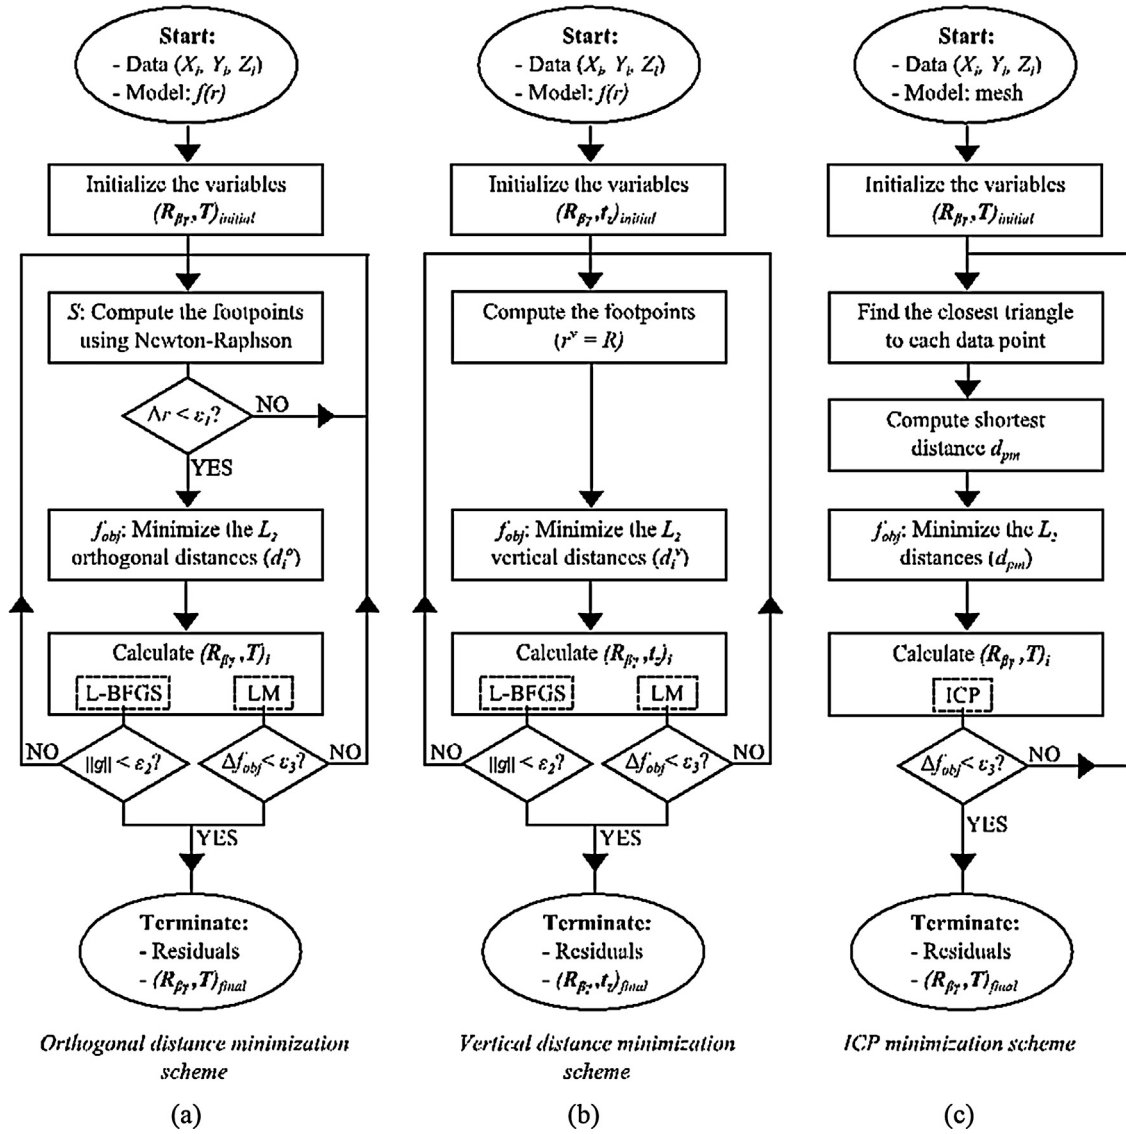 Start:
- Data (Xi, Yi, Zi)
- Model: f(r)
Initialize the variables
(Rβγ, T)initial
S: Compute the footpoints
using Newton-Raphson
Δr < ε1?
NO
YES
fobj: Minimize the L2
orthogonal distances (di^o)
Calculate (Rβγ, T)i
L-BFGS
LM
NO
||g|| < ε2?
Δfobj < ε3?
NO
YES
Terminate:
- Residuals
- (Rβγ, T)final
Orthogonal distance minimization
scheme
(a)
Start:
- Data (Xi, Yi, Zi)
- Model: f(r)
Initialize the variables
(Rβγ, tz)initial
Compute the footpoints
(r^v = R)
fobj: Minimize the L2
vertical distances (di^v)
Calculate (Rβγ, tz)i
L-BFGS
LM
NO
||g|| < ε2?
Δfobj < ε3?
NO
YES
Terminate:
- Residuals
- (Rβγ, tz)final
Vertical distance minimization
scheme
(b)
Start:
- Data (Xi, Yi, Zi)
- Model: mesh
Initialize the variables
(Rβγ, T)initial
Find the closest triangle
to each data point
Compute shortest
distance dpm
fobj: Minimize the L2
distances (dpm)
Calculate (Rβγ, T)i
ICP
Δfobj < ε3?
NO
YES
Terminate:
- Residuals
- (Rβγ, T)final
ICP minimization scheme
(c)